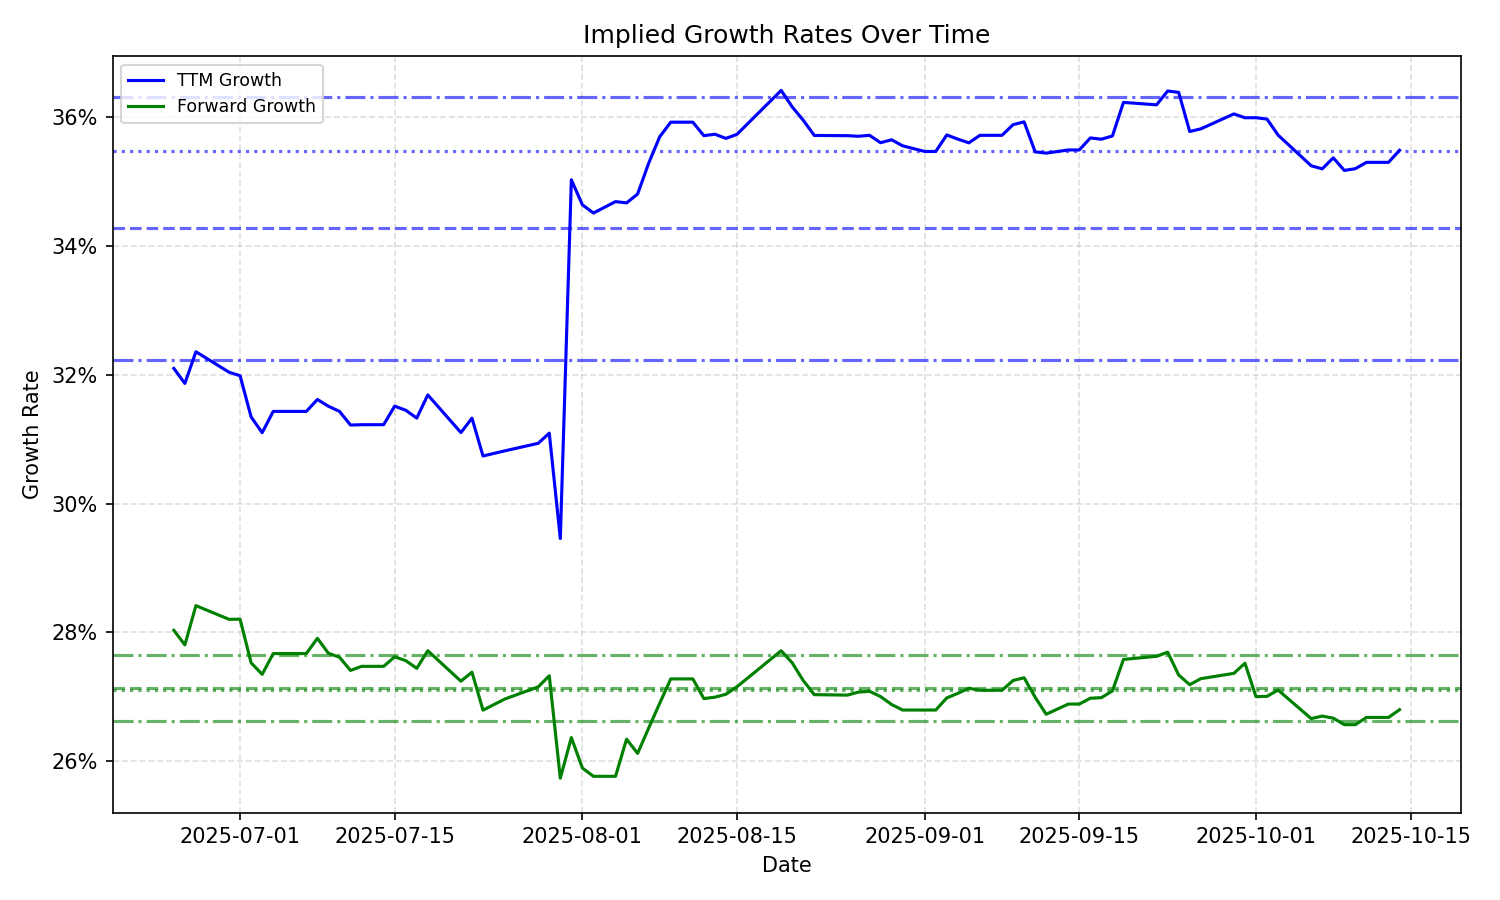 Implied Growth Rates Over Time
TTM Growth
Forward Growth
36%
34%
32%
30%
28%
26%
Growth Rate
2025-07-01 2025-07-15 2025-08-01 2025-08-15 2025-09-01 2025-09-15 2025-10-01 2025-10-15
Date